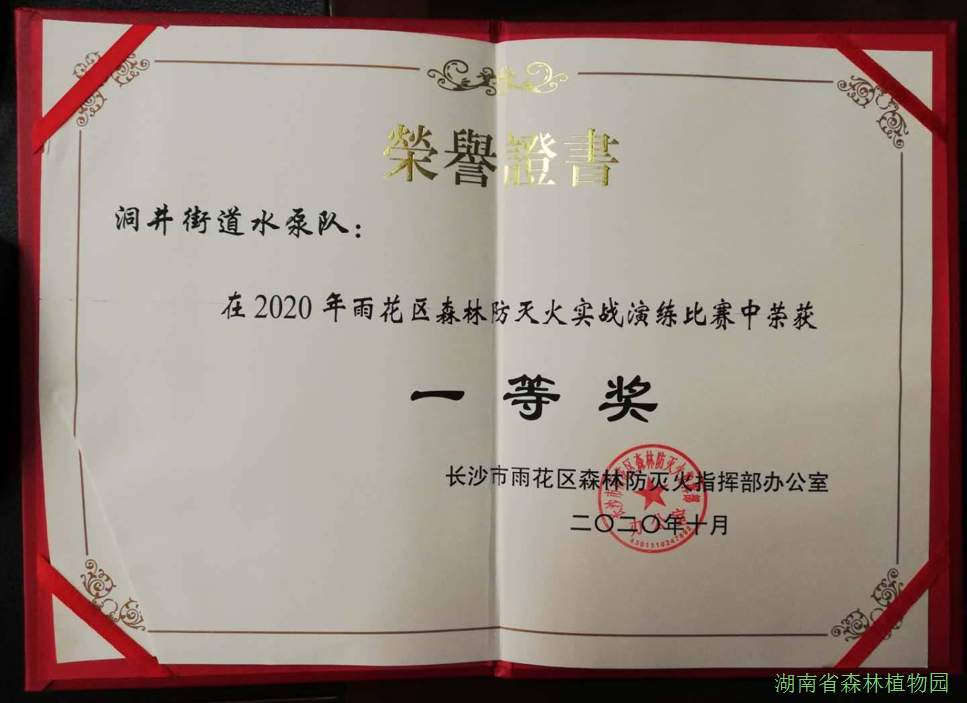 榮譽證書
洞井街道水泵队：
在2020年雨花区森林防灭火实战演练比赛中荣获
一等奖
长沙市雨花区森林防灭火指挥部办公室
二〇二〇年十月
办公室
湖南省森林植物园